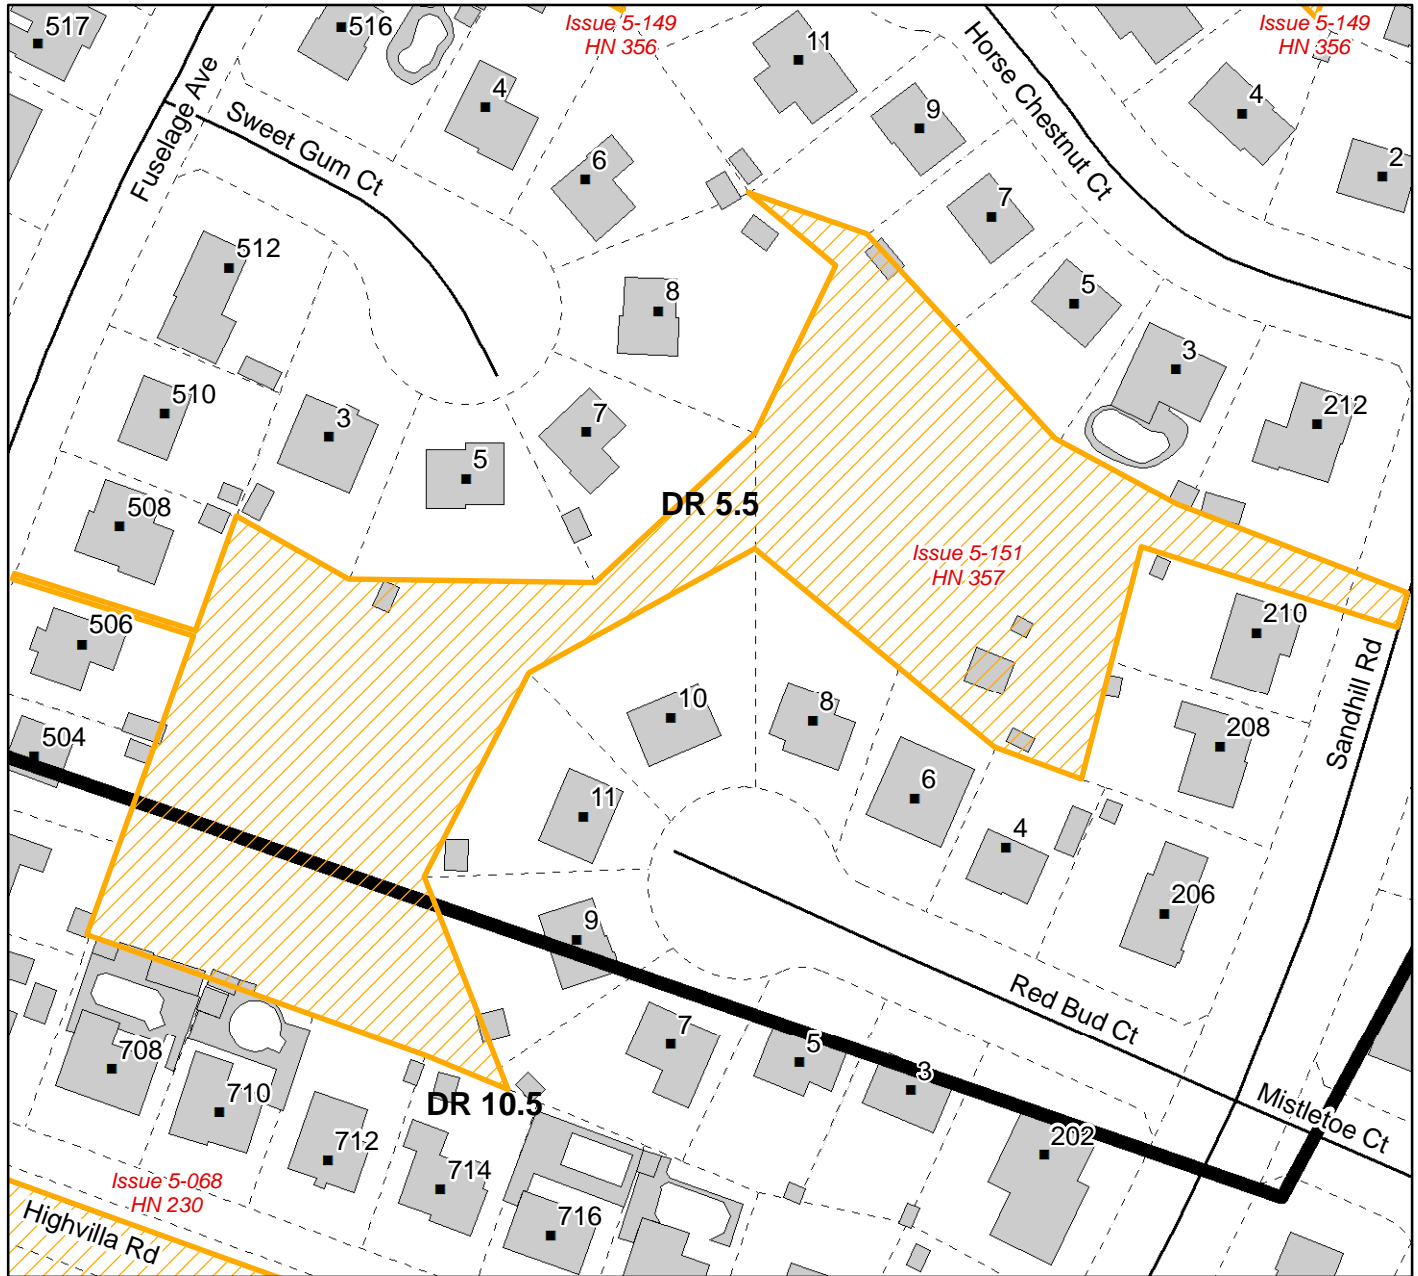 517
516
Issue 5-149
HN 356
11
Issue 5-149
HN 356
Horse Chestnut Ct
Fuselage Ave
Sweet Gum Ct
4
9
4
6
2
7
512
8
5
3
510
3
7
212
5
508
DR 5.5
Issue 5-151
HN 357
506
210
Sandhill Rd
10
8
208
504
6
11
4
206
9
Red Bud Ct
7
5
3
708
710
DR 10.5
Mistletoe Ct
712
202
714
Issue 5-068
HN 230
716
Highvilla Rd